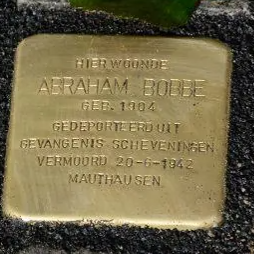 HIER WOONDE
ABRAHAM BOBBE
GEB. 1904
GEDEPORTEERD UIT
GEVANGENIS SCHEVENINGEN
VERMOORD 20-6-1942
MAUTHAUSEN